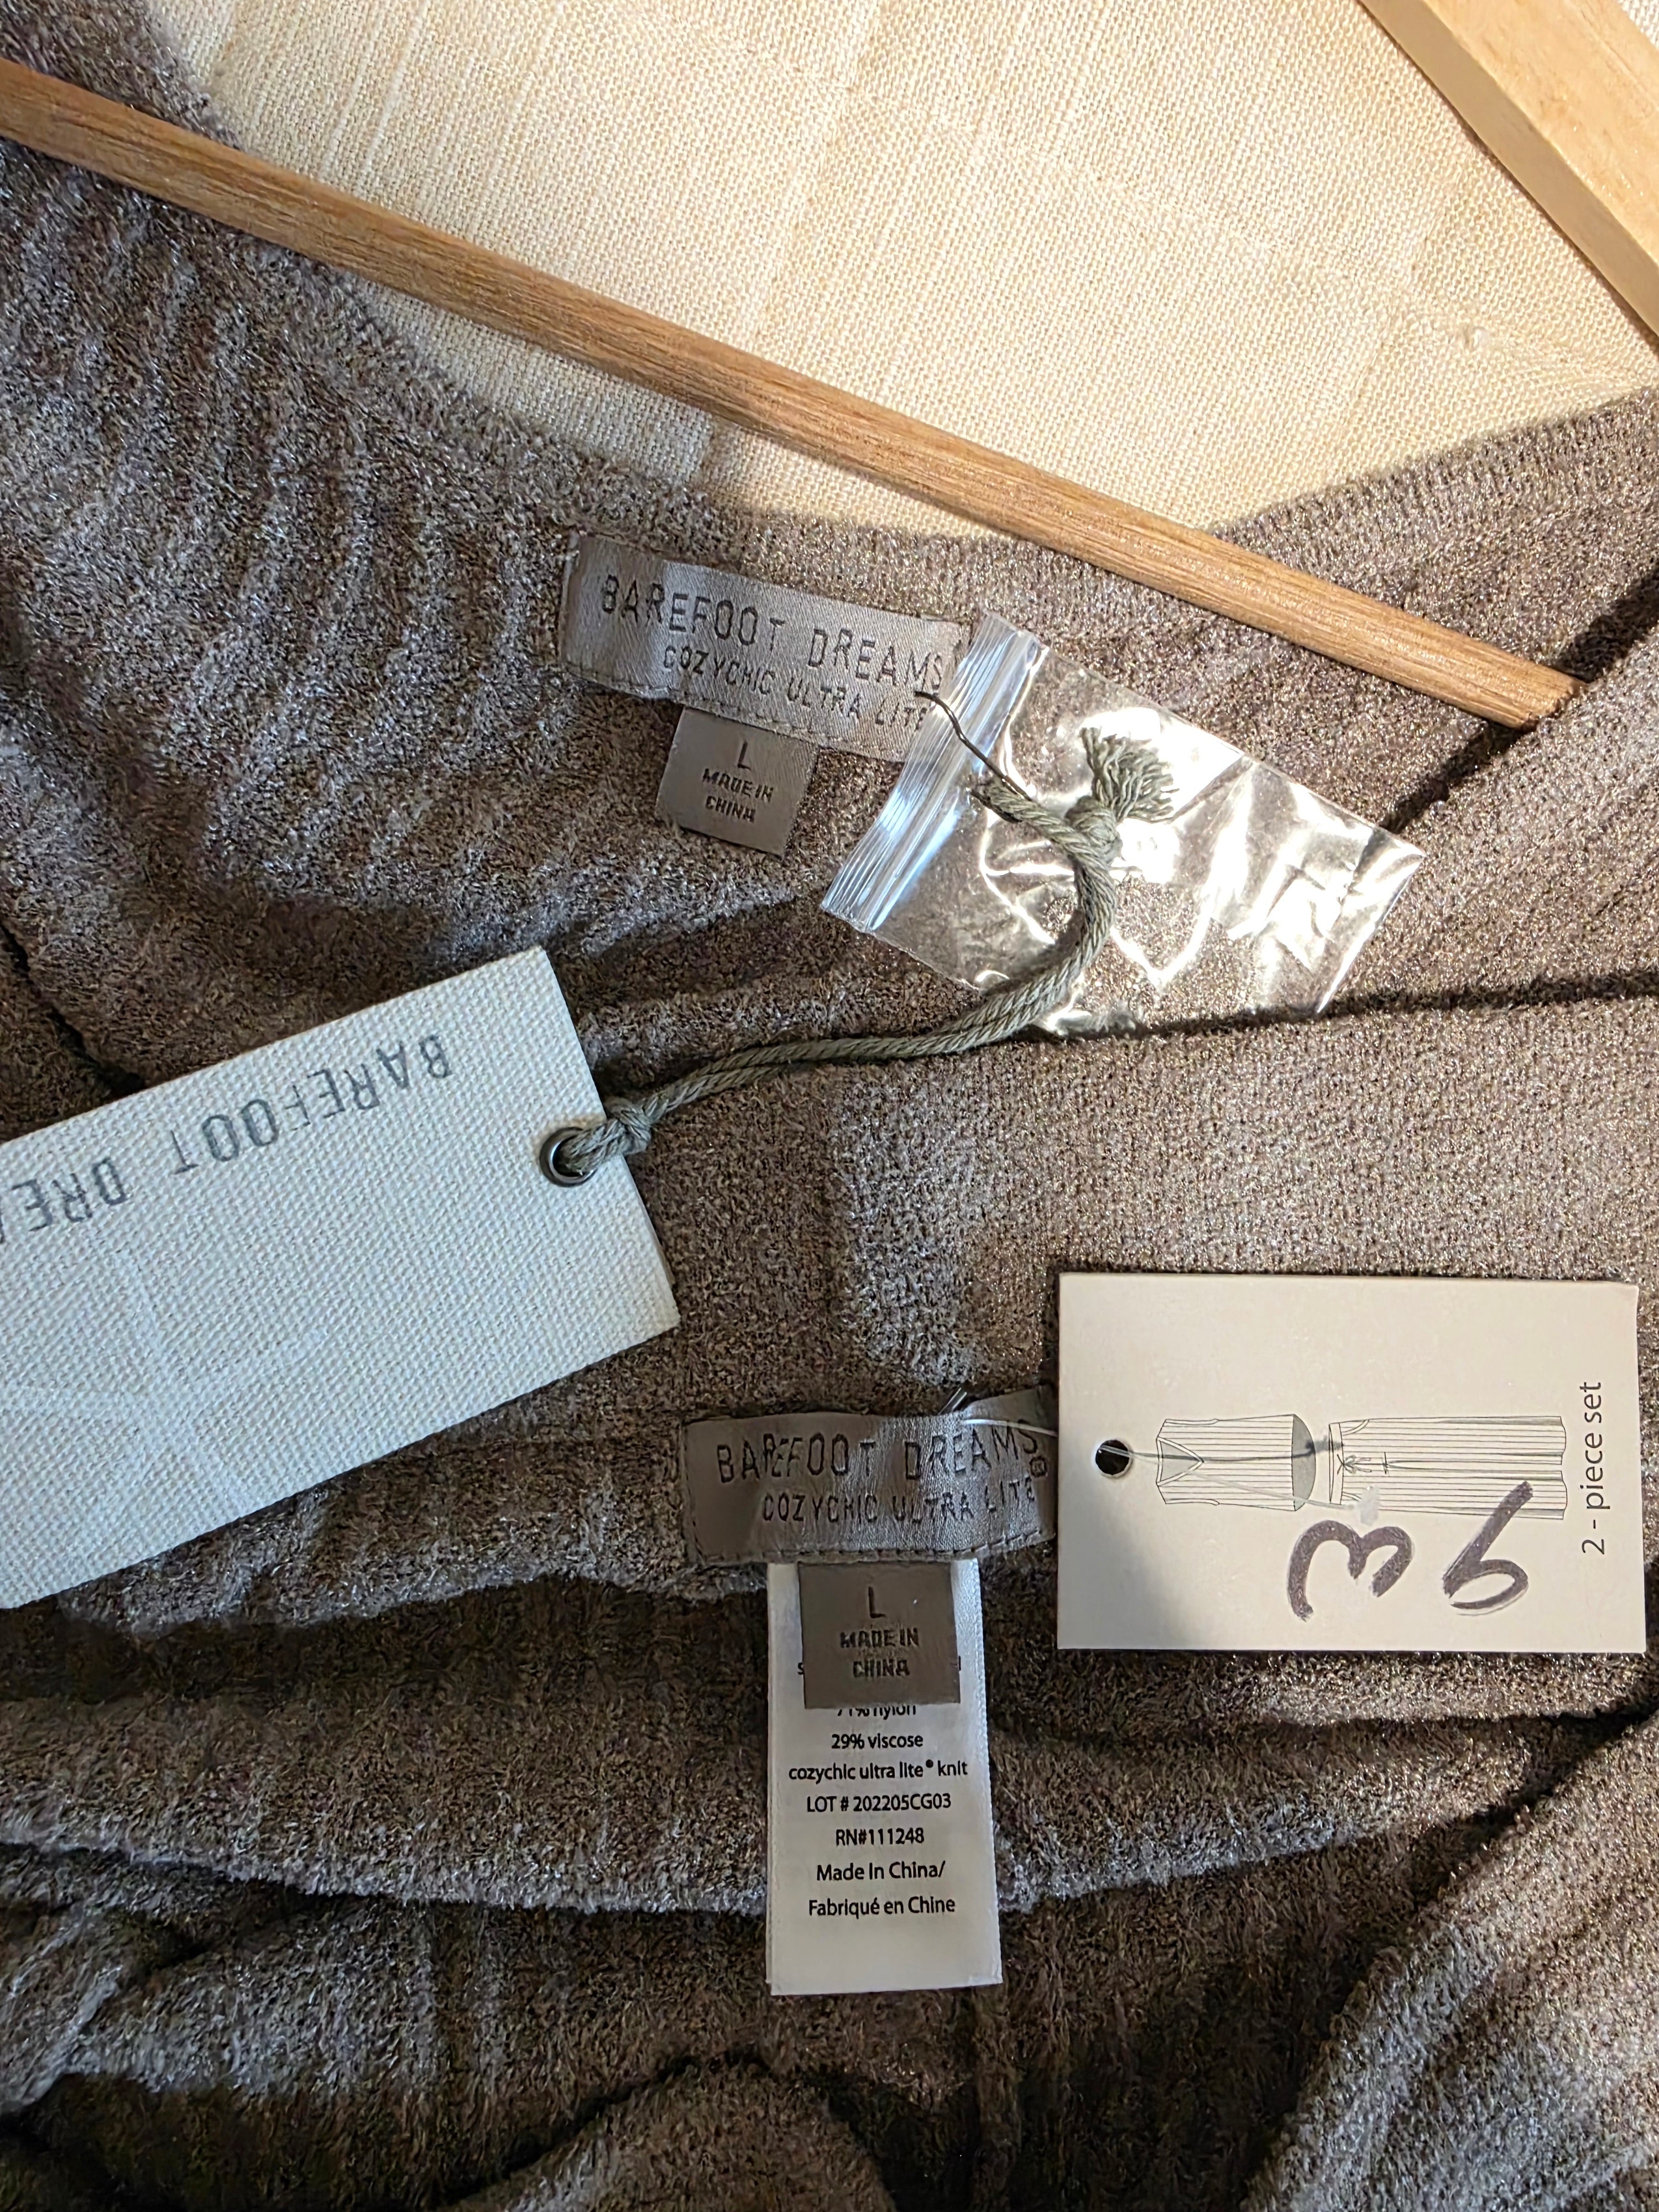 BAREFOOT DREAMS
COZYCHIC ULTRA LITE
L
MADE IN
CHINA
BAREFOOT DREA
BAREFOOT DREAMS®
COZYCHIC ULTRA LITE
L
MADE IN
CHINA
71% nylon
29% viscose
cozychic ultra lite® knit
LOT # 202205CG03
RN#111248
Made In China/
Fabriqué en Chine
2 - piece set